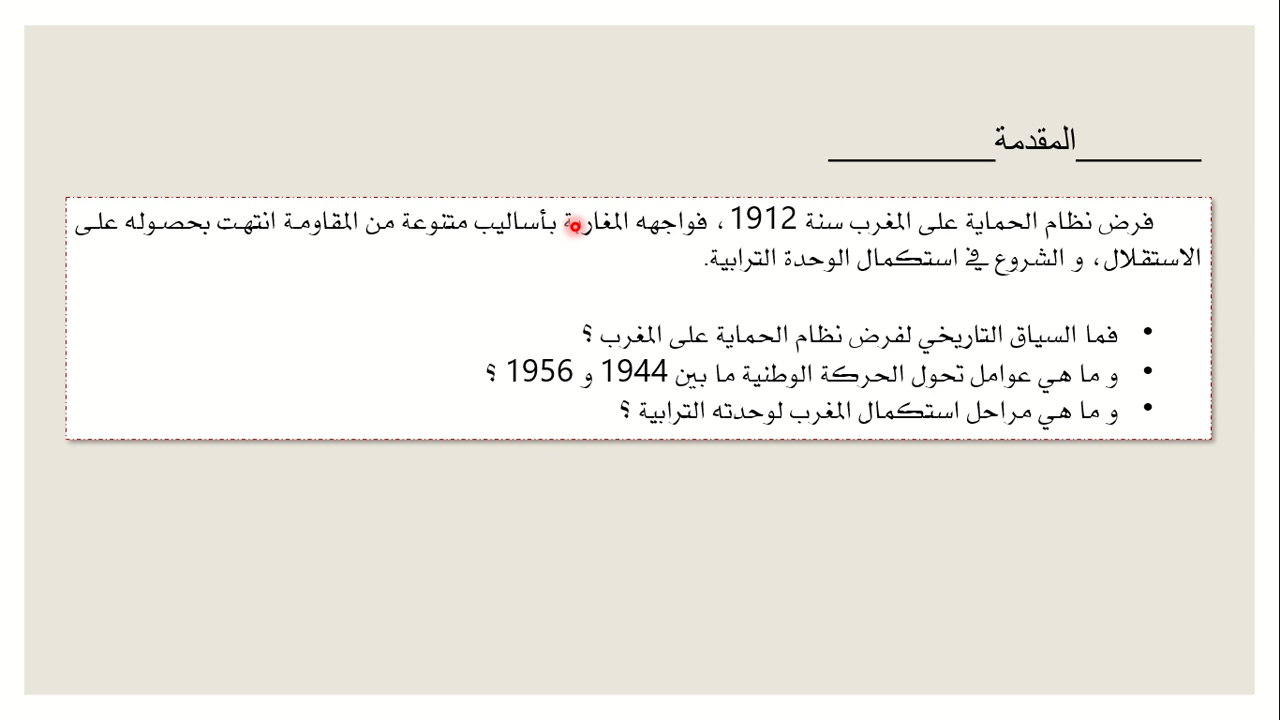 المقدمة
فرض نظام الحماية على المغرب سنة 1912 ، فواجهه المغاربة بأساليب متنوعة من المقاومة انتهت بحصوله على
الاستقلال، و الشروع في استكمال الوحدة الترابية.
• فما السياق التاريخي لفرض نظام الحماية على المغرب ؟
• و ما هي عوامل تحول الحركة الوطنية ما بين 1944 و 1956 ؟
• و ما هي مراحل استكمال المغرب لوحدته الترابية ؟